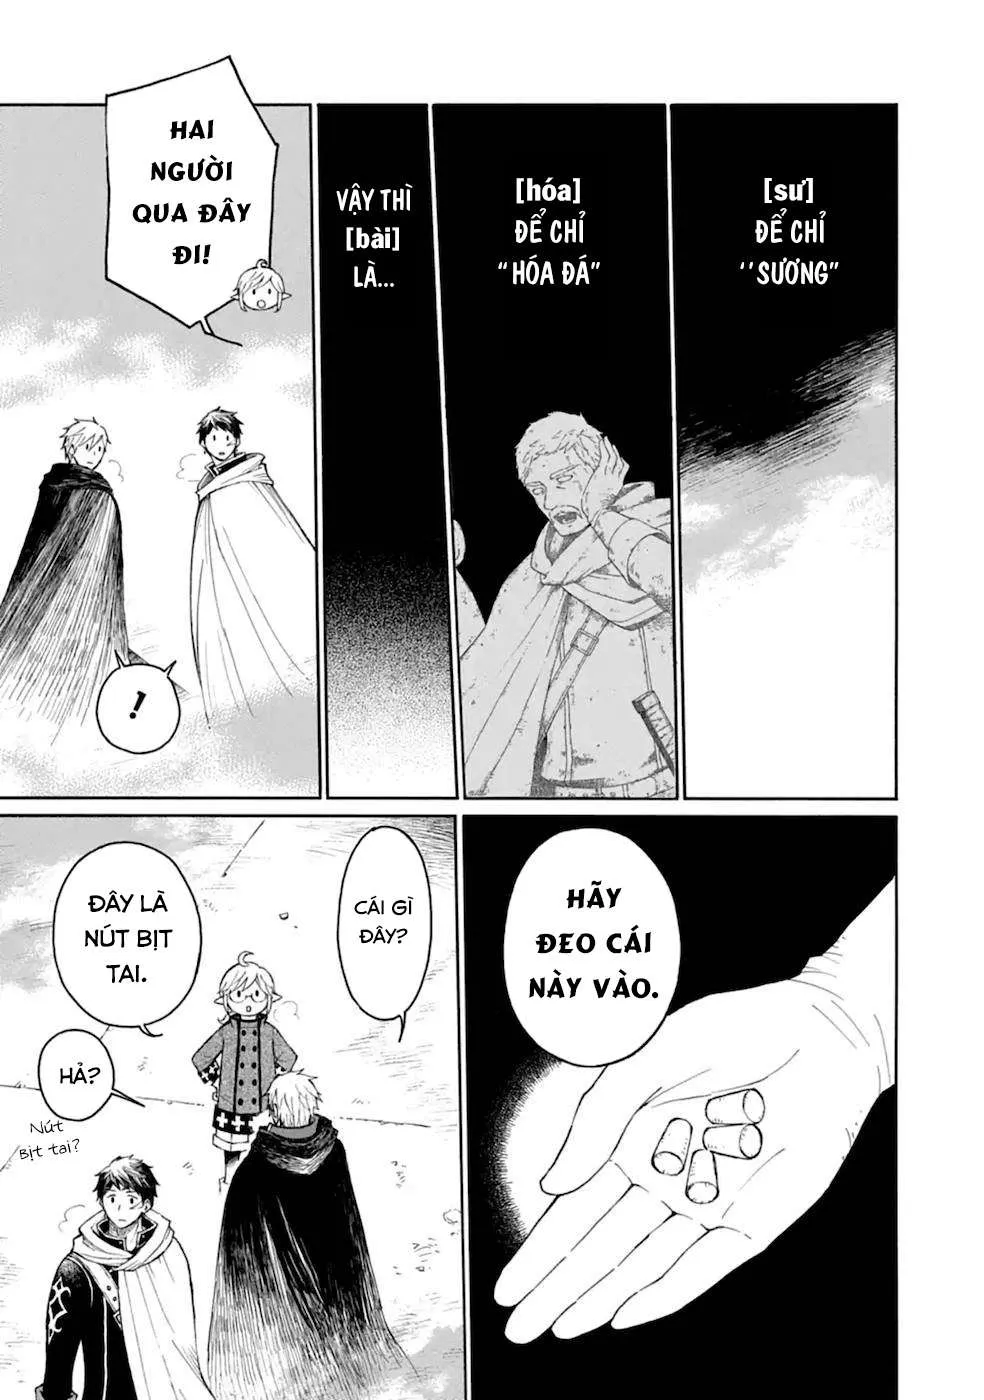 [sư]
ĐỂ CHỈ
''SƯƠNG"
[hóa]
ĐỂ CHỈ
"HÓA ĐÁ"
VẬY THÌ
[bài]
LÀ...
HAI
NGƯỜI
QUA ĐÂY
ĐI!
!
HÃY
ĐEO CÁI
NÀY VÀO.
CÁI GÌ
ĐÂY?
ĐÂY LÀ
NÚT BỊT
TAI.
HẢ?
Nút
Bịt tai?